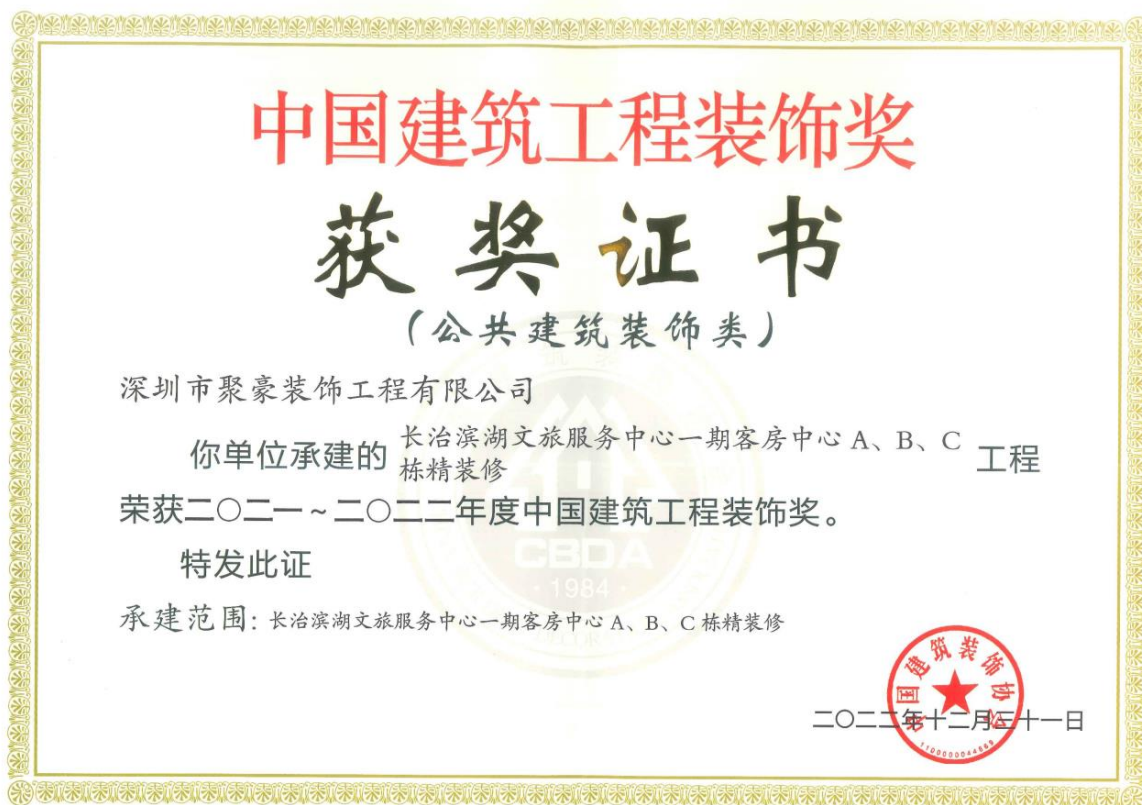 中国建筑工程装饰奖
获奖证书
(公共建筑装饰类)
深圳市聚豪装饰工程有限公司
你单位承建的 长治滨湖文旅服务中心一期客房中心 A、B、C 工程
栋精装修
荣获二〇二一~二〇二二年度中国建筑工程装饰奖。
CBDA
特发此证
·1984·
承建范围: 长治滨湖文旅服务中心一期客房中心 A、B、C 栋精装修
中国建筑装饰协会
二〇二二年十二月三十一日
1100000044869